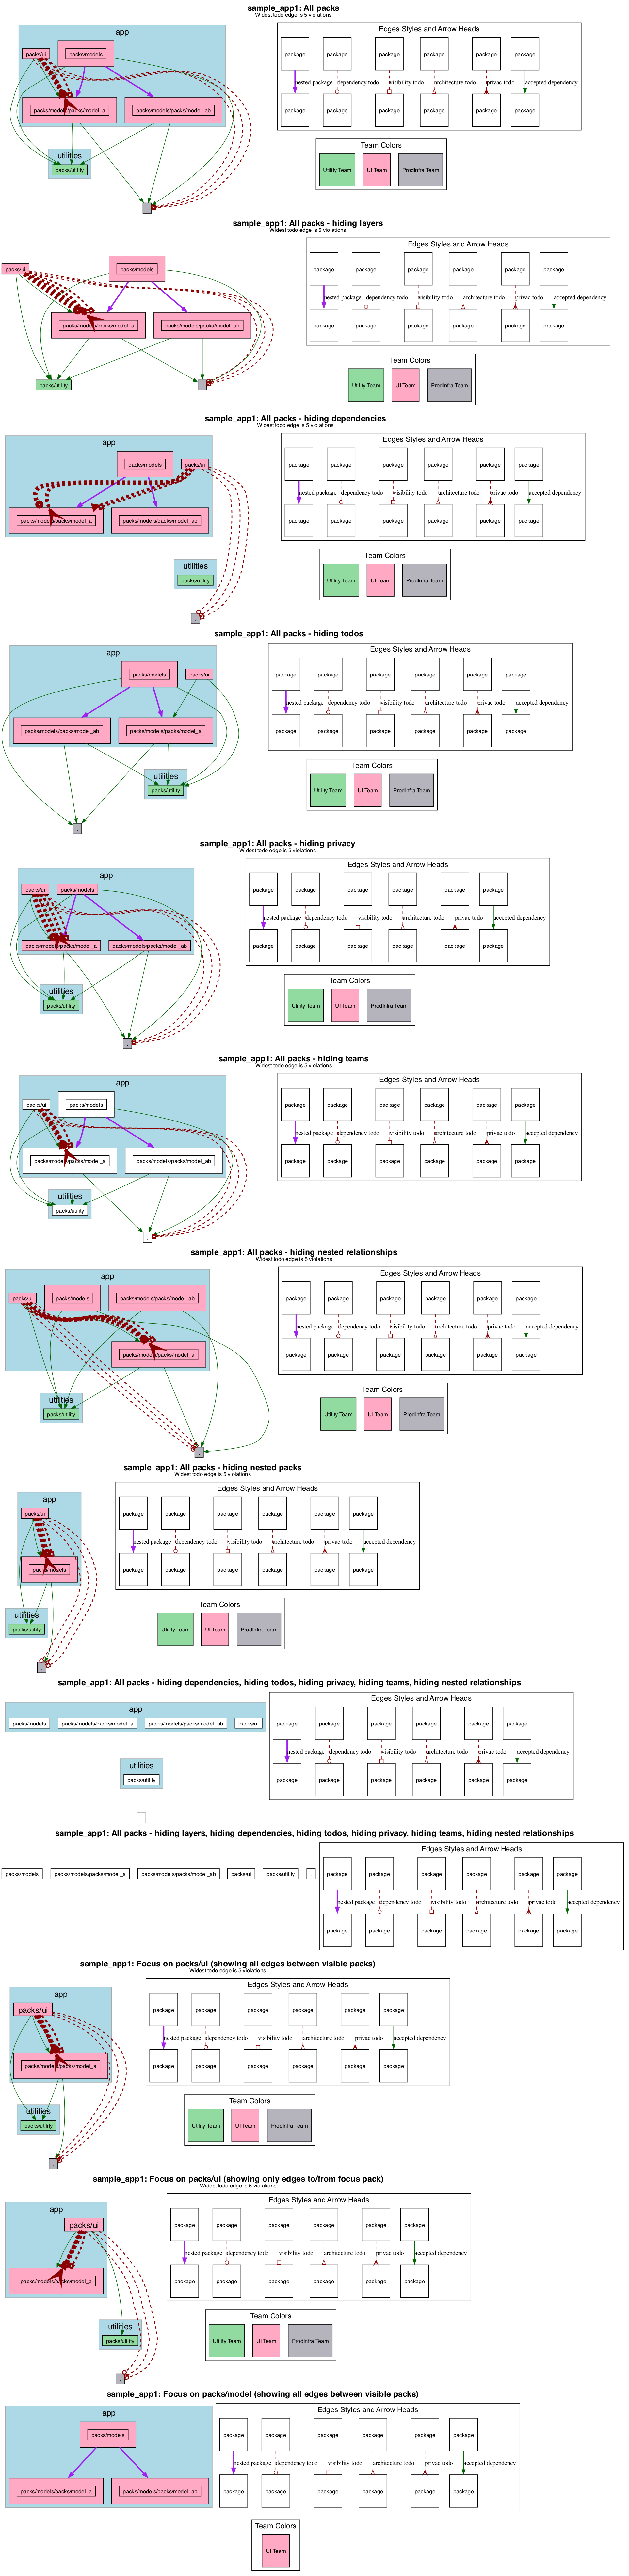 sample_app1: All packs
Widest todo edge is 5 violations
app
packs/ui
packs/models
packs/models/packs/model_a
packs/models/packs/model_ab
utilities
packs/utility
.
Edges Styles and Arrow Heads
package package package package package package
nested package dependency todo visibility todo architecture todo privac todo accepted dependency
package package package package package package
Team Colors
Utility Team UI Team ProdInfra Team
sample_app1: All packs - hiding layers
Widest todo edge is 5 violations
packs/ui
packs/models
packs/models/packs/model_a
packs/models/packs/model_ab
packs/utility
.
Edges Styles and Arrow Heads
package package package package package package
nested package dependency todo visibility todo architecture todo privac todo accepted dependency
package package package package package package
Team Colors
Utility Team UI Team ProdInfra Team
sample_app1: All packs - hiding dependencies
Widest todo edge is 5 violations
app
packs/models
packs/ui
packs/models/packs/model_a
packs/models/packs/model_ab
utilities
packs/utility
.
Edges Styles and Arrow Heads
package package package package package package
nested package dependency todo visibility todo architecture todo privac todo accepted dependency
package package package package package package
Team Colors
Utility Team UI Team ProdInfra Team
sample_app1: All packs - hiding todos
app
packs/models
packs/ui
packs/models/packs/model_ab
packs/models/packs/model_a
utilities
packs/utility
.
Edges Styles and Arrow Heads
package package package package package package
nested package dependency todo visibility todo architecture todo privac todo accepted dependency
package package package package package package
Team Colors
Utility Team UI Team ProdInfra Team
sample_app1: All packs - hiding privacy
Widest todo edge is 5 violations
app
packs/ui
packs/models
packs/models/packs/model_a
packs/models/packs/model_ab
utilities
packs/utility
.
Edges Styles and Arrow Heads
package package package package package package
nested package dependency todo visibility todo architecture todo privac todo accepted dependency
package package package package package package
Team Colors
Utility Team UI Team ProdInfra Team
sample_app1: All packs - hiding teams
Widest todo edge is 5 violations
app
packs/ui
packs/models
packs/models/packs/model_a
packs/models/packs/model_ab
utilities
packs/utility
.
Edges Styles and Arrow Heads
package package package package package package
nested package dependency todo visibility todo architecture todo privac todo accepted dependency
package package package package package package
sample_app1: All packs - hiding nested relationships
Widest todo edge is 5 violations
app
packs/ui
packs/models
packs/models/packs/model_ab
packs/models/packs/model_a
utilities
packs/utility
.
Edges Styles and Arrow Heads
package package package package package package
nested package dependency todo visibility todo architecture todo privac todo accepted dependency
package package package package package package
Team Colors
Utility Team UI Team ProdInfra Team
sample_app1: All packs - hiding nested packs
Widest todo edge is 5 violations
app
packs/ui
packs/models
utilities
packs/utility
.
Edges Styles and Arrow Heads
package package package package package package
nested package dependency todo visibility todo architecture todo privac todo accepted dependency
package package package package package package
Team Colors
Utility Team UI Team ProdInfra Team
sample_app1: All packs - hiding dependencies, hiding todos, hiding privacy, hiding teams, hiding nested relationships
app
packs/models packs/models/packs/model_a packs/models/packs/model_ab packs/ui
utilities
packs/utility
.
Edges Styles and Arrow Heads
package package package package package package
nested package dependency todo visibility todo architecture todo privac todo accepted dependency
package package package package package package
sample_app1: All packs - hiding layers, hiding dependencies, hiding todos, hiding privacy, hiding teams, hiding nested relationships
packs/models packs/models/packs/model_a packs/models/packs/model_ab packs/ui packs/utility .
Edges Styles and Arrow Heads
package package package package package package
nested package dependency todo visibility todo architecture todo privac todo accepted dependency
package package package package package package
sample_app1: Focus on packs/ui (showing all edges between visible packs)
Widest todo edge is 5 violations
app
packs/ui
packs/models/packs/model_a
utilities
packs/utility
.
Edges Styles and Arrow Heads
package package package package package package
nested package dependency todo visibility todo architecture todo privac todo accepted dependency
package package package package package package
Team Colors
Utility Team UI Team ProdInfra Team
sample_app1: Focus on packs/ui (showing only edges to/from focus pack)
Widest todo edge is 5 violations
app
packs/ui
packs/models/packs/model_a
utilities
packs/utility
.
Edges Styles and Arrow Heads
package package package package package package
nested package dependency todo visibility todo architecture todo privac todo accepted dependency
package package package package package package
Team Colors
Utility Team UI Team ProdInfra Team
sample_app1: Focus on packs/model (showing all edges between visible packs)
app
packs/models
packs/models/packs/model_a
packs/models/packs/model_ab
Edges Styles and Arrow Heads
package package package package package package
nested package dependency todo visibility todo architecture todo privac todo accepted dependency
package package package package package package
Team Colors
UI Team